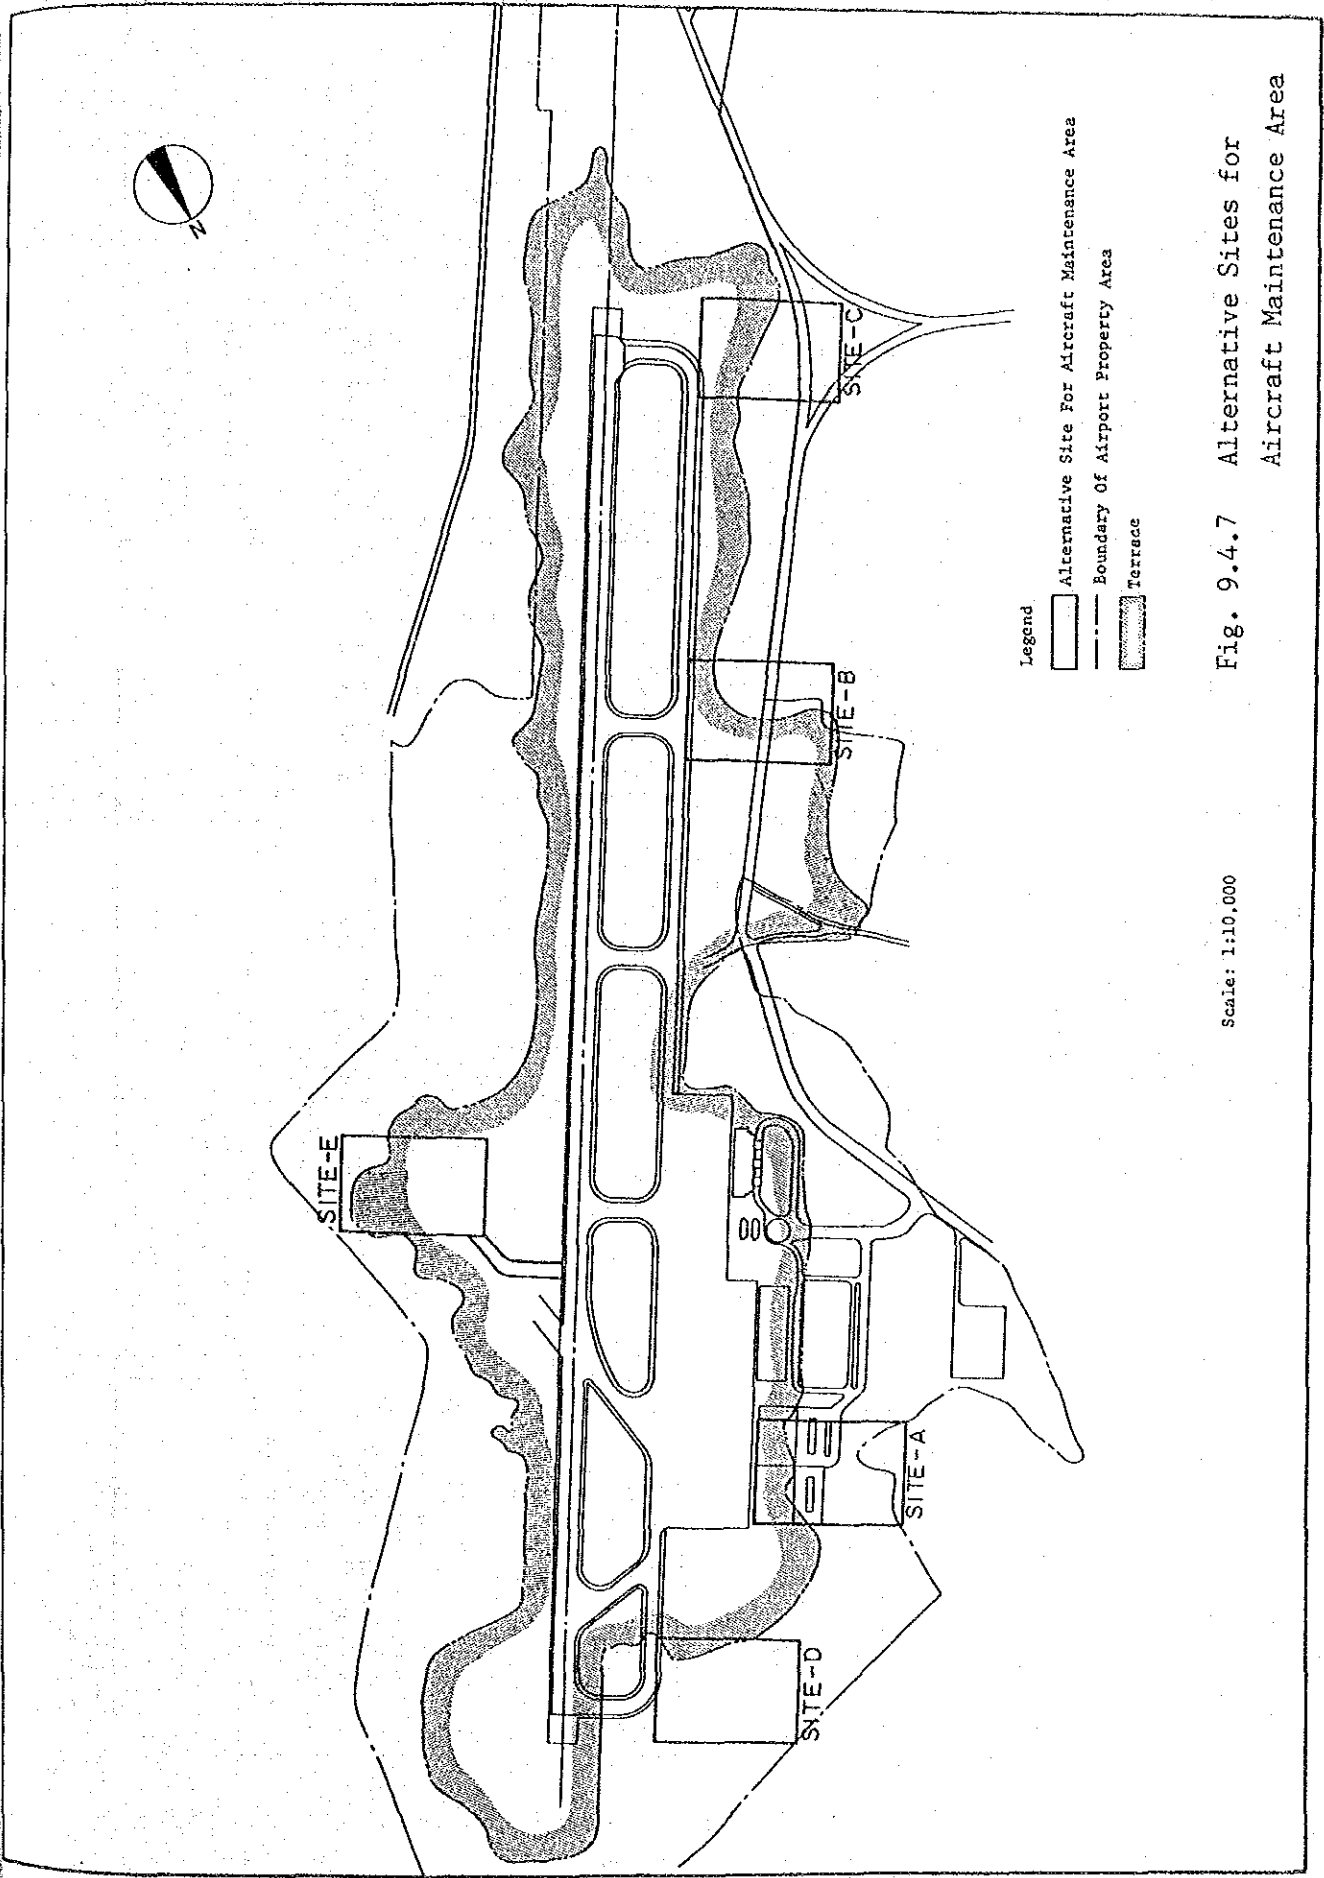 N
SITE-E
SITE-C
SITE-B
SITE-A
SITE-D
Legend
Alternative Site For Aircraft Maintenance Area
Boundary Of Airport Property Area
Terrace
Scale: 1:10,000
Fig. 9.4.7 Alternative Sites for
Aircraft Maintenance Area